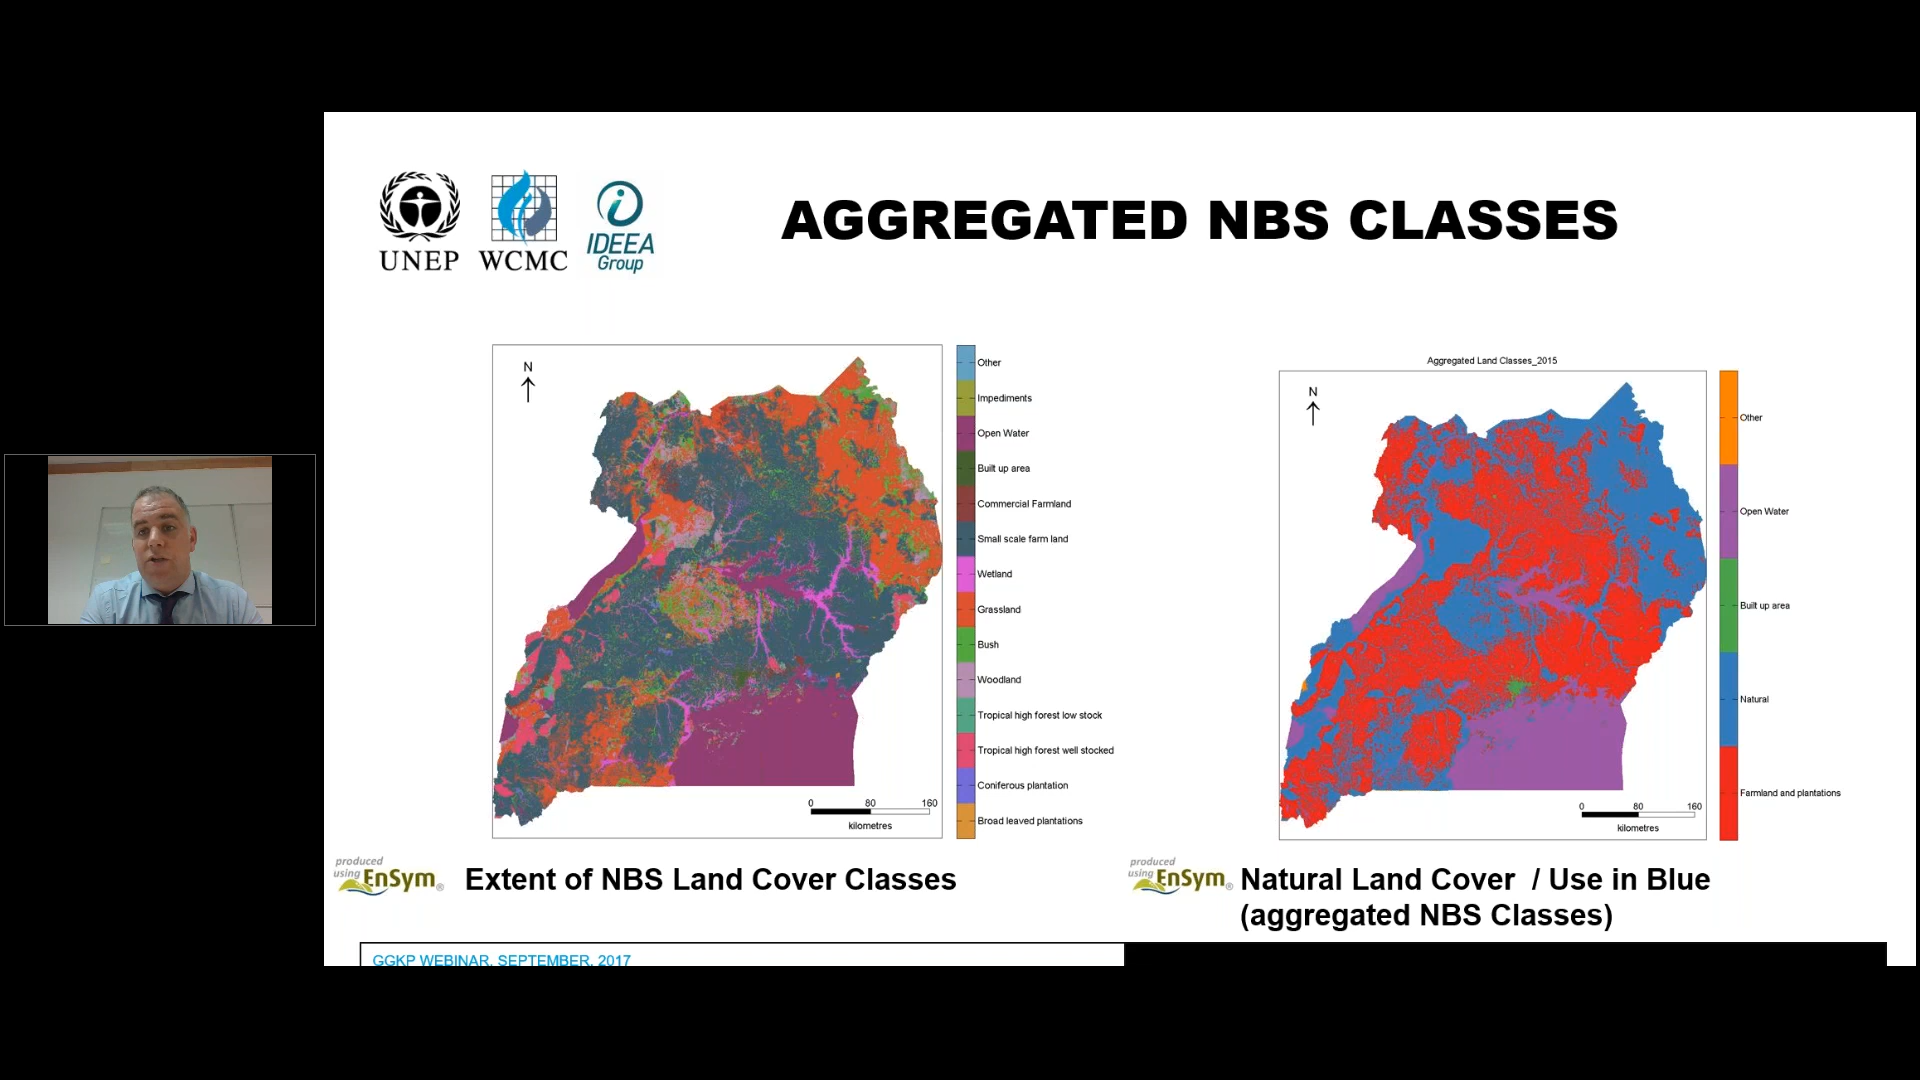 UNEP WCMC IDEEA
Group
AGGREGATED NBS CLASSES
N
Other
Impediments
Open Water
Built up area
Commercial Farmland
Small scale farm land
Wetland
Grassland
Bush
Woodland
Tropical high forest low stock
Tropical high forest well stocked
Coniferous plantation
Broad leaved plantations
0 80 160
kilometres
Aggregated Land Classes_2015
N
Other
Open Water
Built up area
Natural
Farmland and plantations
0 80 160
kilometres
produced
using EnSym®
Extent of NBS Land Cover Classes
produced
using EnSym®
Natural Land Cover / Use in Blue
(aggregated NBS Classes)
GGKP WEBINAR, SEPTEMBER, 2017